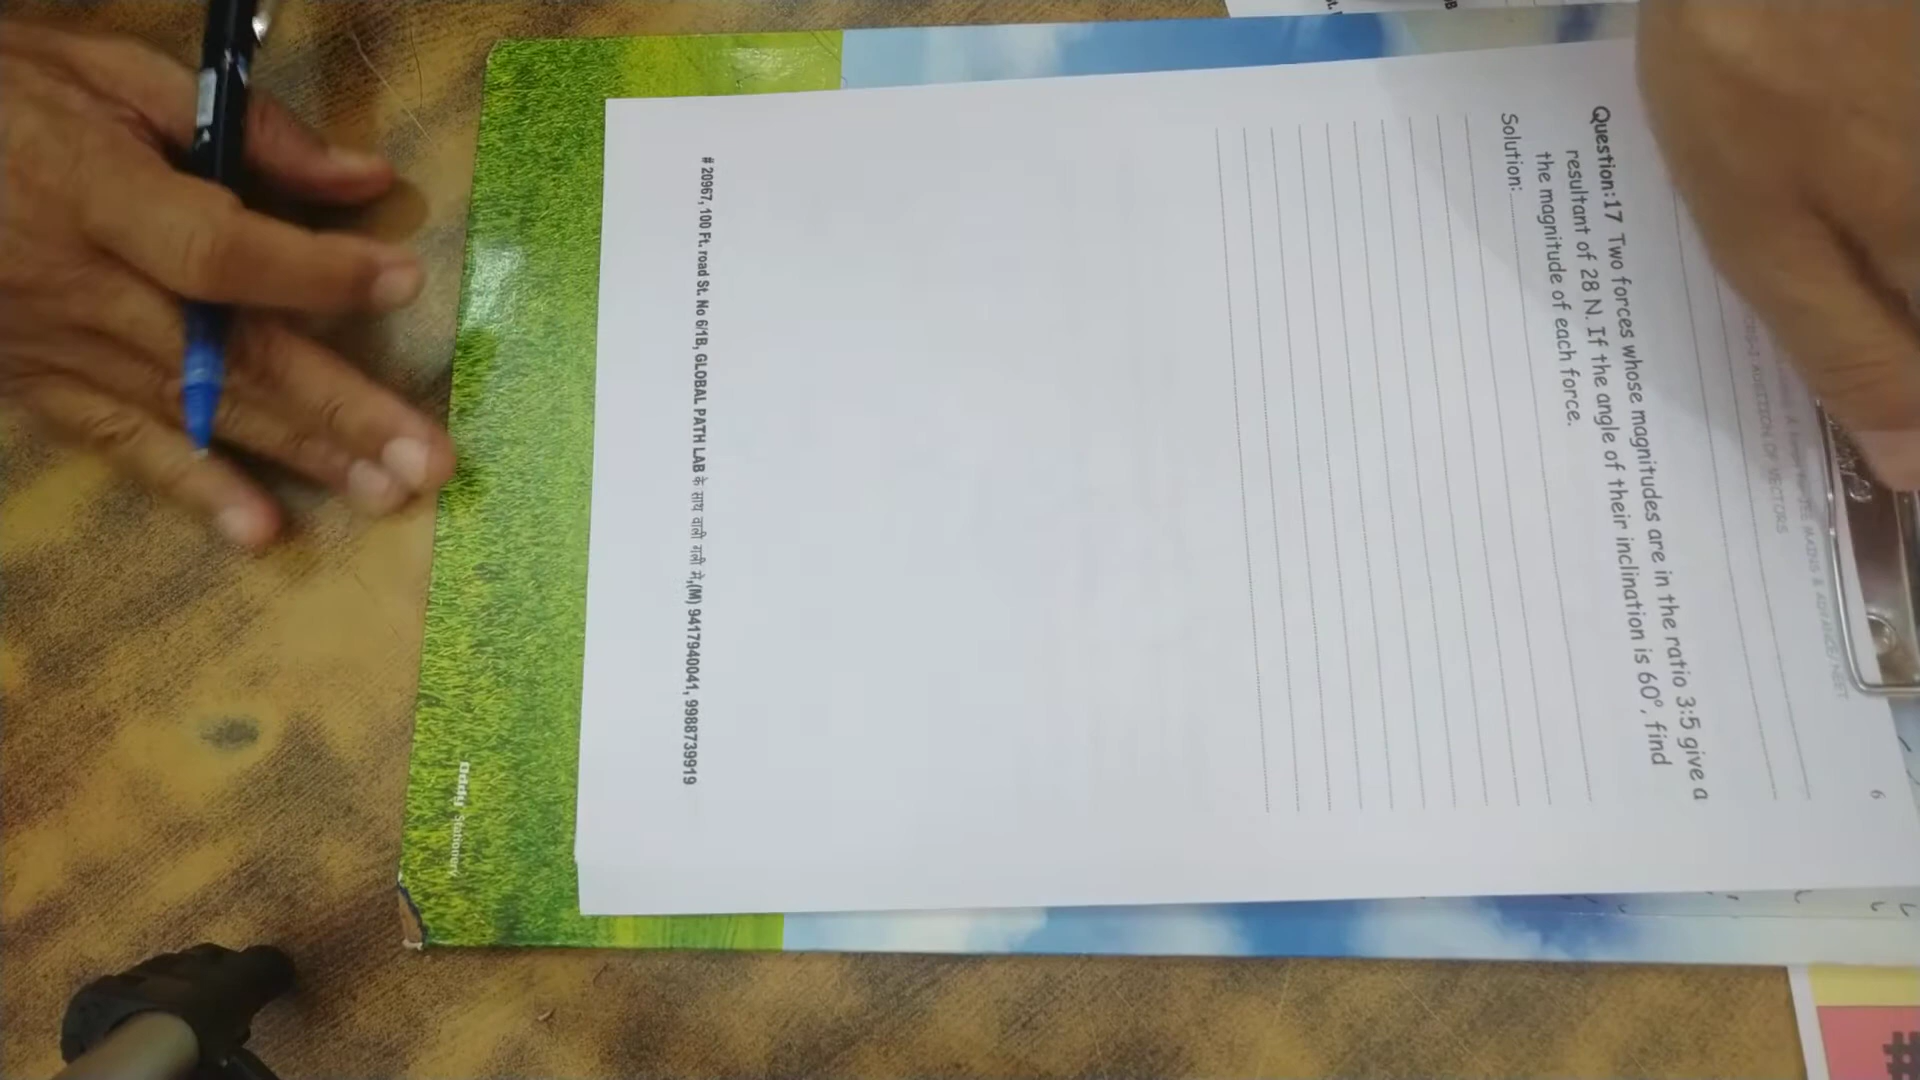 6
ADDITION OF VECTORS
Question:17 Two forces whose magnitudes are in the ratio 3:5 give a
resultant of 28 N. If the angle of their inclination is 60°, find
the magnitude of each force.
Solution:
# 20967, 100 Ft. road St. No 6/1B, GLOBAL PATH LAB के साथ वाली गली मे,(M) 9417940041, 9988739919
Oddy Stationery
#